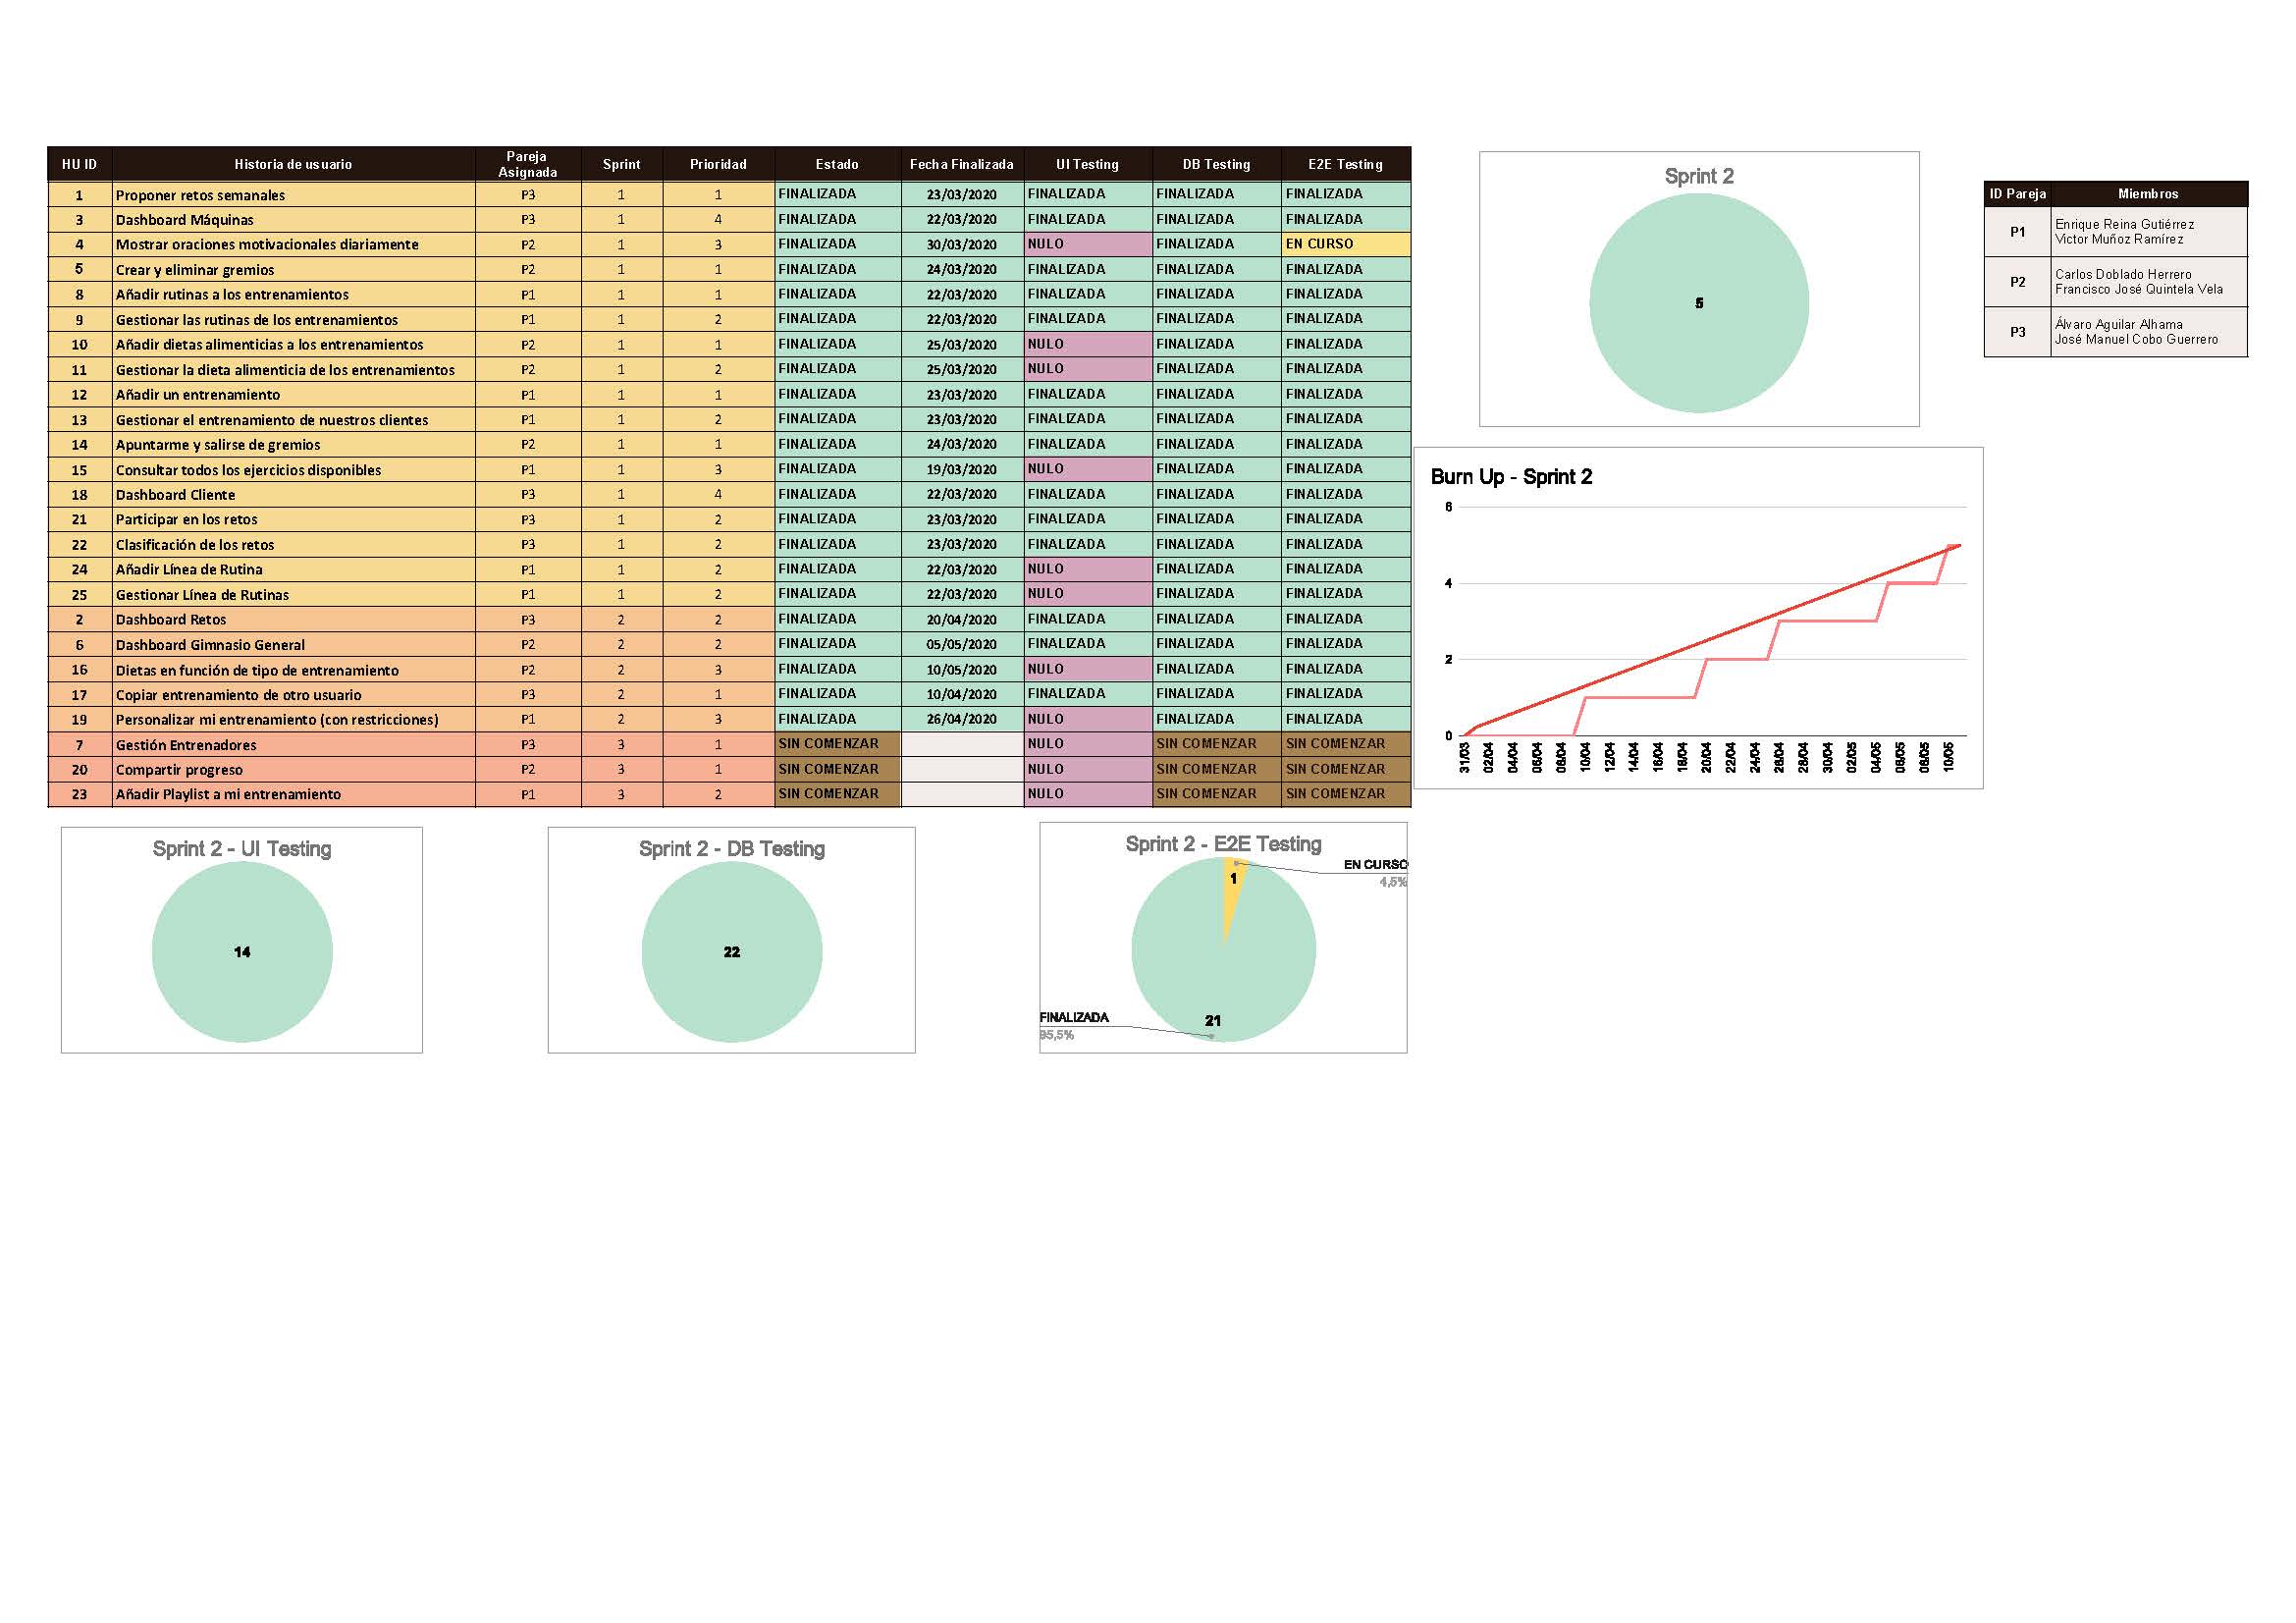 HU ID Historia de usuario Pareja Asignada Sprint Prioridad Estado Fecha Finalizada UI Testing DB Testing E2E Testing
1 Proponer retos semanales P3 1 1 FINALIZADA 23/03/2020 FINALIZADA FINALIZADA FINALIZADA
3 Dashboard Máquinas P3 1 4 FINALIZADA 22/03/2020 FINALIZADA FINALIZADA FINALIZADA
4 Mostrar oraciones motivacionales diariamente P2 1 3 FINALIZADA 30/03/2020 NULO FINALIZADA EN CURSO
5 Crear y eliminar gremios P2 1 1 FINALIZADA 24/03/2020 FINALIZADA FINALIZADA FINALIZADA
8 Añadir rutinas a los entrenamientos P1 1 1 FINALIZADA 22/03/2020 FINALIZADA FINALIZADA FINALIZADA
9 Gestionar las rutinas de los entrenamientos P1 1 2 FINALIZADA 22/03/2020 FINALIZADA FINALIZADA FINALIZADA
10 Añadir dietas alimenticias a los entrenamientos P2 1 1 FINALIZADA 25/03/2020 NULO FINALIZADA FINALIZADA
11 Gestionar la dieta alimenticia de los entrenamientos P2 1 2 FINALIZADA 25/03/2020 NULO FINALIZADA FINALIZADA
12 Añadir un entrenamiento P1 1 1 FINALIZADA 23/03/2020 FINALIZADA FINALIZADA FINALIZADA
13 Gestionar el entrenamiento de nuestros clientes P1 1 2 FINALIZADA 23/03/2020 FINALIZADA FINALIZADA FINALIZADA
14 Apuntarme y salirse de gremios P2 1 1 FINALIZADA 24/03/2020 FINALIZADA FINALIZADA FINALIZADA
15 Consultar todos los ejercicios disponibles P1 1 3 FINALIZADA 19/03/2020 NULO FINALIZADA FINALIZADA
18 Dashboard Cliente P3 1 4 FINALIZADA 22/03/2020 FINALIZADA FINALIZADA FINALIZADA
21 Participar en los retos P3 1 2 FINALIZADA 23/03/2020 FINALIZADA FINALIZADA FINALIZADA
22 Clasificación de los retos P3 1 2 FINALIZADA 23/03/2020 FINALIZADA FINALIZADA FINALIZADA
24 Añadir Línea de Rutina P1 1 2 FINALIZADA 22/03/2020 NULO FINALIZADA FINALIZADA
25 Gestionar Línea de Rutinas P1 1 2 FINALIZADA 22/03/2020 NULO FINALIZADA FINALIZADA
2 Dashboard Retos P3 2 2 FINALIZADA 20/04/2020 FINALIZADA FINALIZADA FINALIZADA
6 Dashboard Gimnasio General P2 2 2 FINALIZADA 05/05/2020 FINALIZADA FINALIZADA FINALIZADA
16 Dietas en función de tipo de entrenamiento P2 2 3 FINALIZADA 10/05/2020 NULO FINALIZADA FINALIZADA
17 Copiar entrenamiento de otro usuario P3 2 1 FINALIZADA 10/04/2020 FINALIZADA FINALIZADA FINALIZADA
19 Personalizar mi entrenamiento (con restricciones) P1 2 3 FINALIZADA 26/04/2020 NULO FINALIZADA FINALIZADA
7 Gestión Entrenadores P3 3 1 SIN COMENZAR NULO SIN COMENZAR SIN COMENZAR
20 Compartir progreso P2 3 1 SIN COMENZAR NULO SIN COMENZAR SIN COMENZAR
23 Añadir Playlist a mi entrenamiento P1 3 2 SIN COMENZAR NULO SIN COMENZAR SIN COMENZAR
Sprint 2
5
ID Pareja Miembros
P1 Enrique Reina Gutiérrez
Victor Muñoz Ramírez
P2 Carlos Doblado Herrero
Francisco José Quintela Vela
P3 Álvaro Aguilar Alhama
José Manuel Cobo Guerrero
Burn Up - Sprint 2
6
4
2
0
31/03 02/04 04/04 06/04 08/04 10/04 12/04 14/04 16/04 18/04 20/04 22/04 24/04 26/04 28/04 30/04 02/05 04/05 06/05 08/05 10/05
Sprint 2 - UI Testing
14
Sprint 2 - DB Testing
22
Sprint 2 - E2E Testing
EN CURSO
4,5%
1
21
FINALIZADA
95,5%